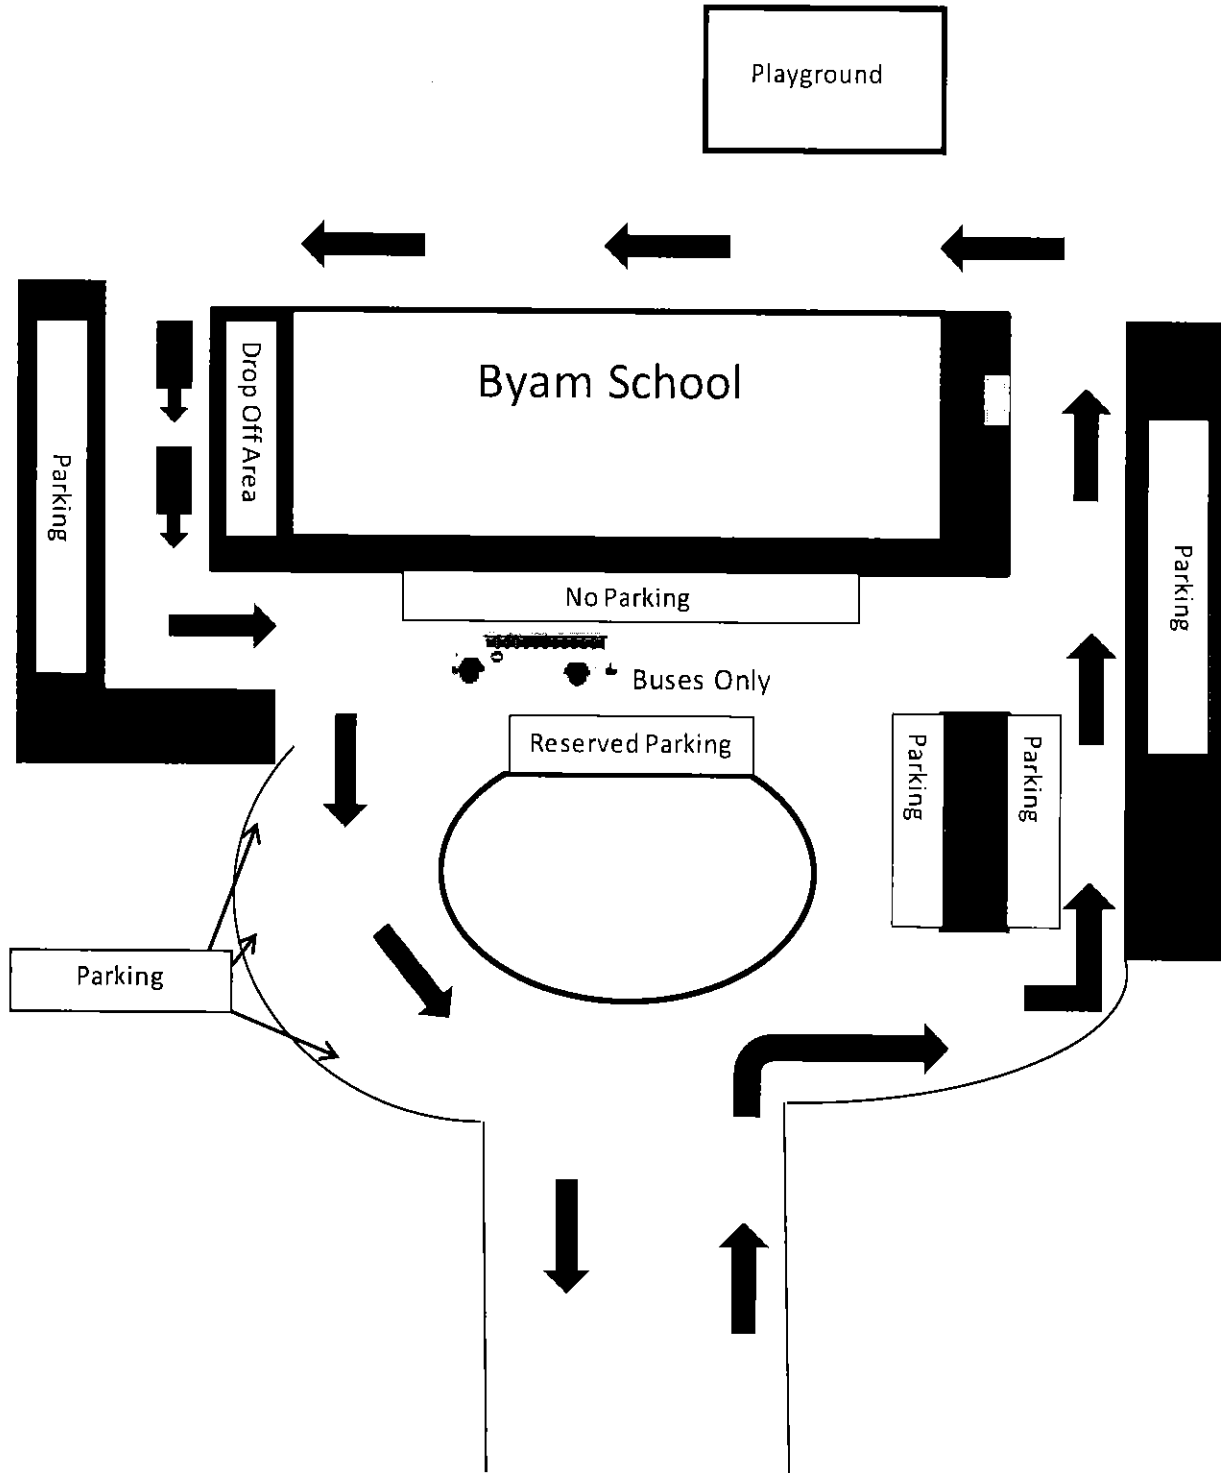 Playground
Byam School
Drop Off Area
Parking
Parking
No Parking
Buses Only
Reserved Parking
Parking
Parking
Parking